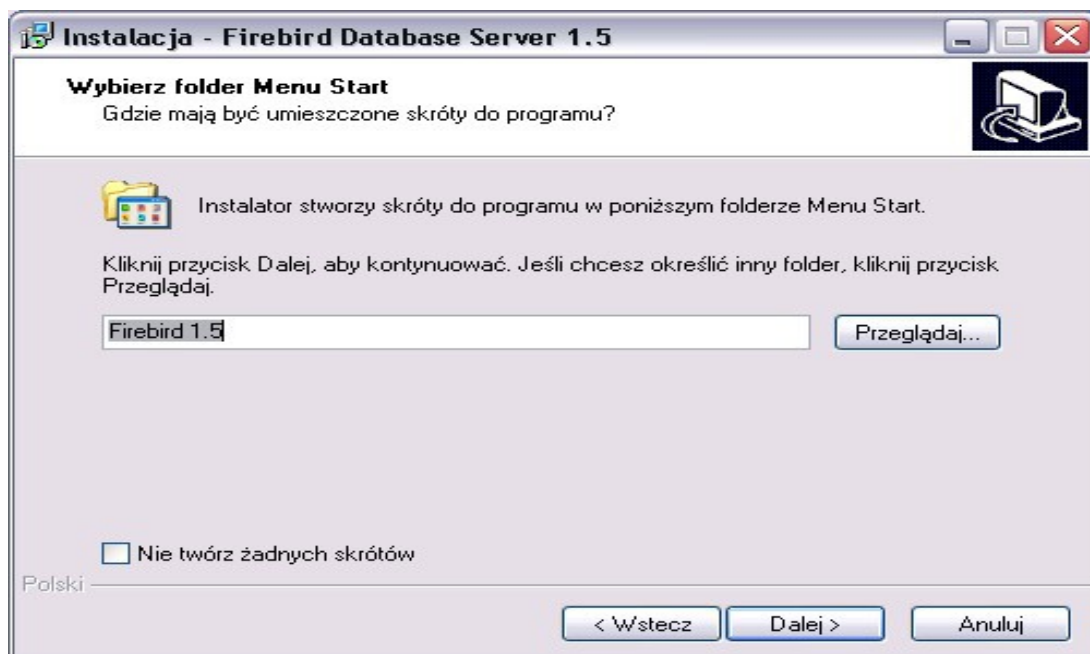 Instalacja - Firebird Database Server 1.5
Wybierz folder Menu Start
Gdzie mają być umieszczone skróty do programu?
Instalator stworzy skróty do programu w poniższym folderze Menu Start.
Kliknij przycisk Dalej, aby kontynuować. Jeśli chcesz określić inny folder, kliknij przycisk
Przeglądaj.
Firebird 1.5
Przeglądaj...
Nie twórz żadnych skrótów
Polski
< Wstecz
Dalej >
Anuluj